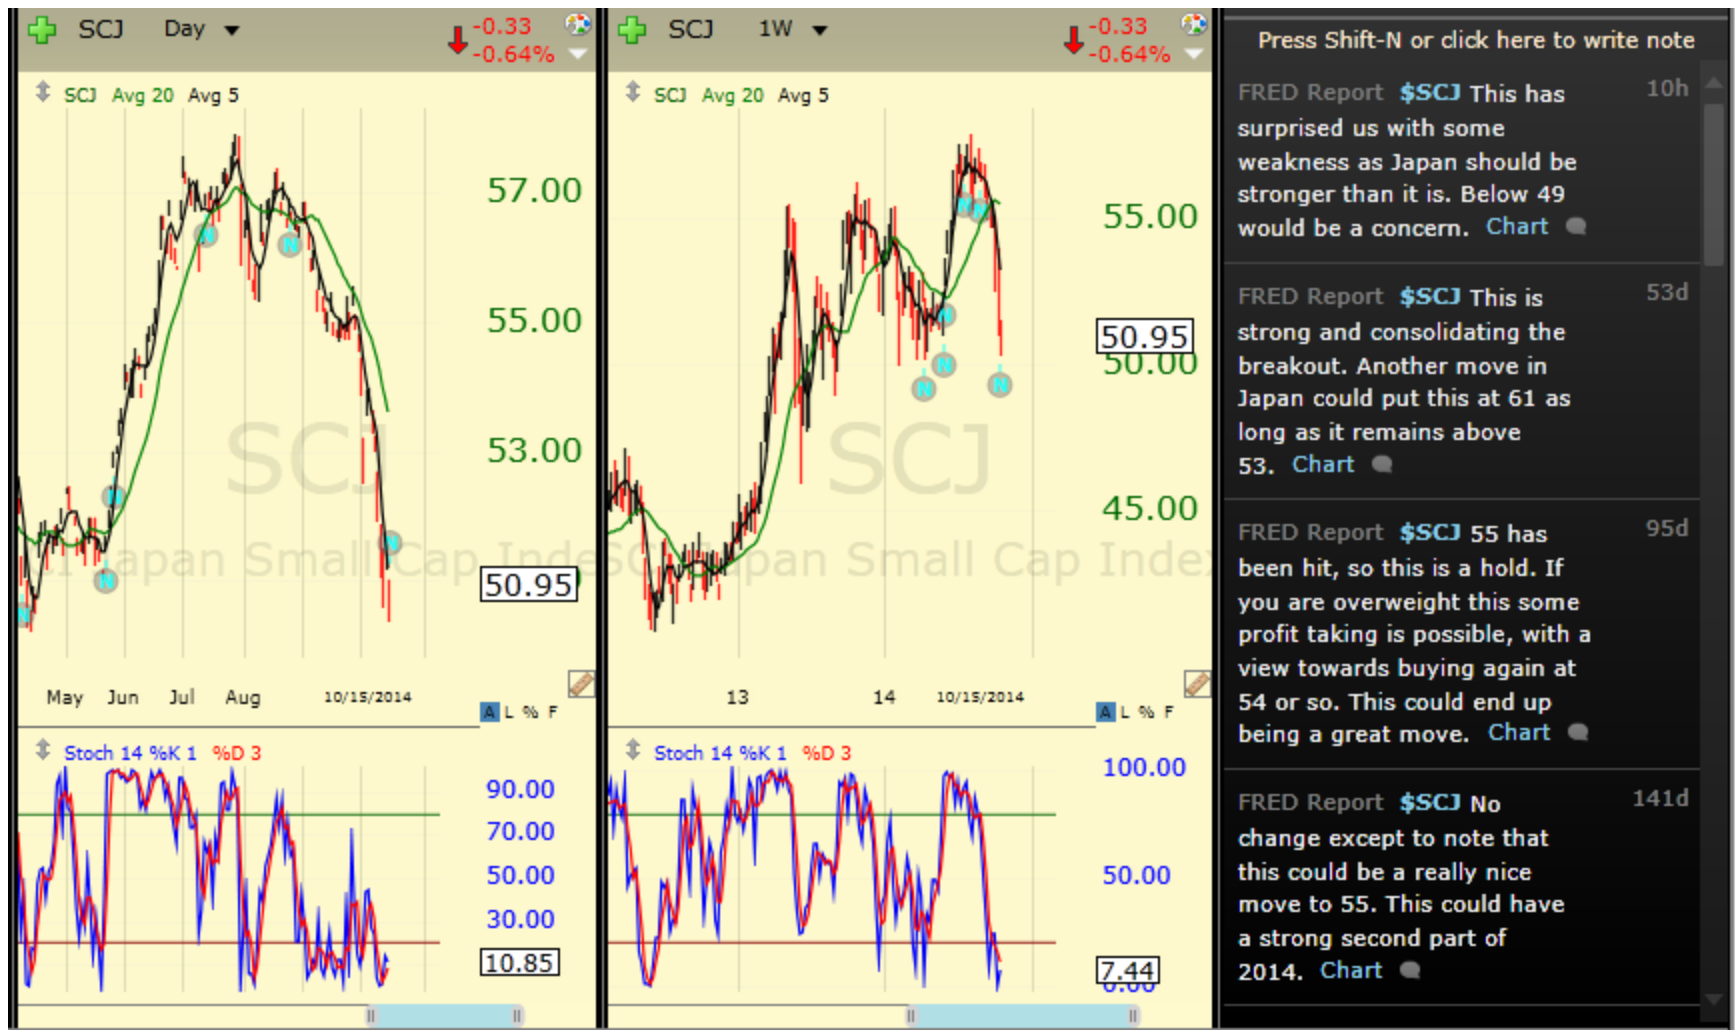 SCJ Day
-0.33
-0.64%
SCJ Avg 20 Avg 5
57.00
55.00
53.00
50.95
SCJ
Japan Small Cap Inde
May Jun Jul Aug 10/15/2014
A L % F
Stoch 14 %K 1 %D 3
90.00
70.00
50.00
30.00
10.85
N
N
N
N
N
N
SCJ 1W
-0.33
-0.64%
SCJ Avg 20 Avg 5
55.00
50.95
50.00
45.00
SCJ
Japan Small Cap Index
13 14 10/15/2014
A L % F
Stoch 14 %K 1 %D 3
100.00
50.00
7.44
0.00
N
N
N
N
N
N
Press Shift-N or click here to write note
FRED Report $SCJ This has 10h
surprised us with some
weakness as Japan should be
stronger than it is. Below 49
would be a concern. Chart
FRED Report $SCJ This is 53d
strong and consolidating the
breakout. Another move in
Japan could put this at 61 as
long as it remains above
53. Chart
FRED Report $SCJ 55 has 95d
been hit, so this is a hold. If
you are overweight this some
profit taking is possible, with a
view towards buying again at
54 or so. This could end up
being a great move. Chart
FRED Report $SCJ No 141d
change except to note that
this could be a really nice
move to 55. This could have
a strong second part of
2014. Chart